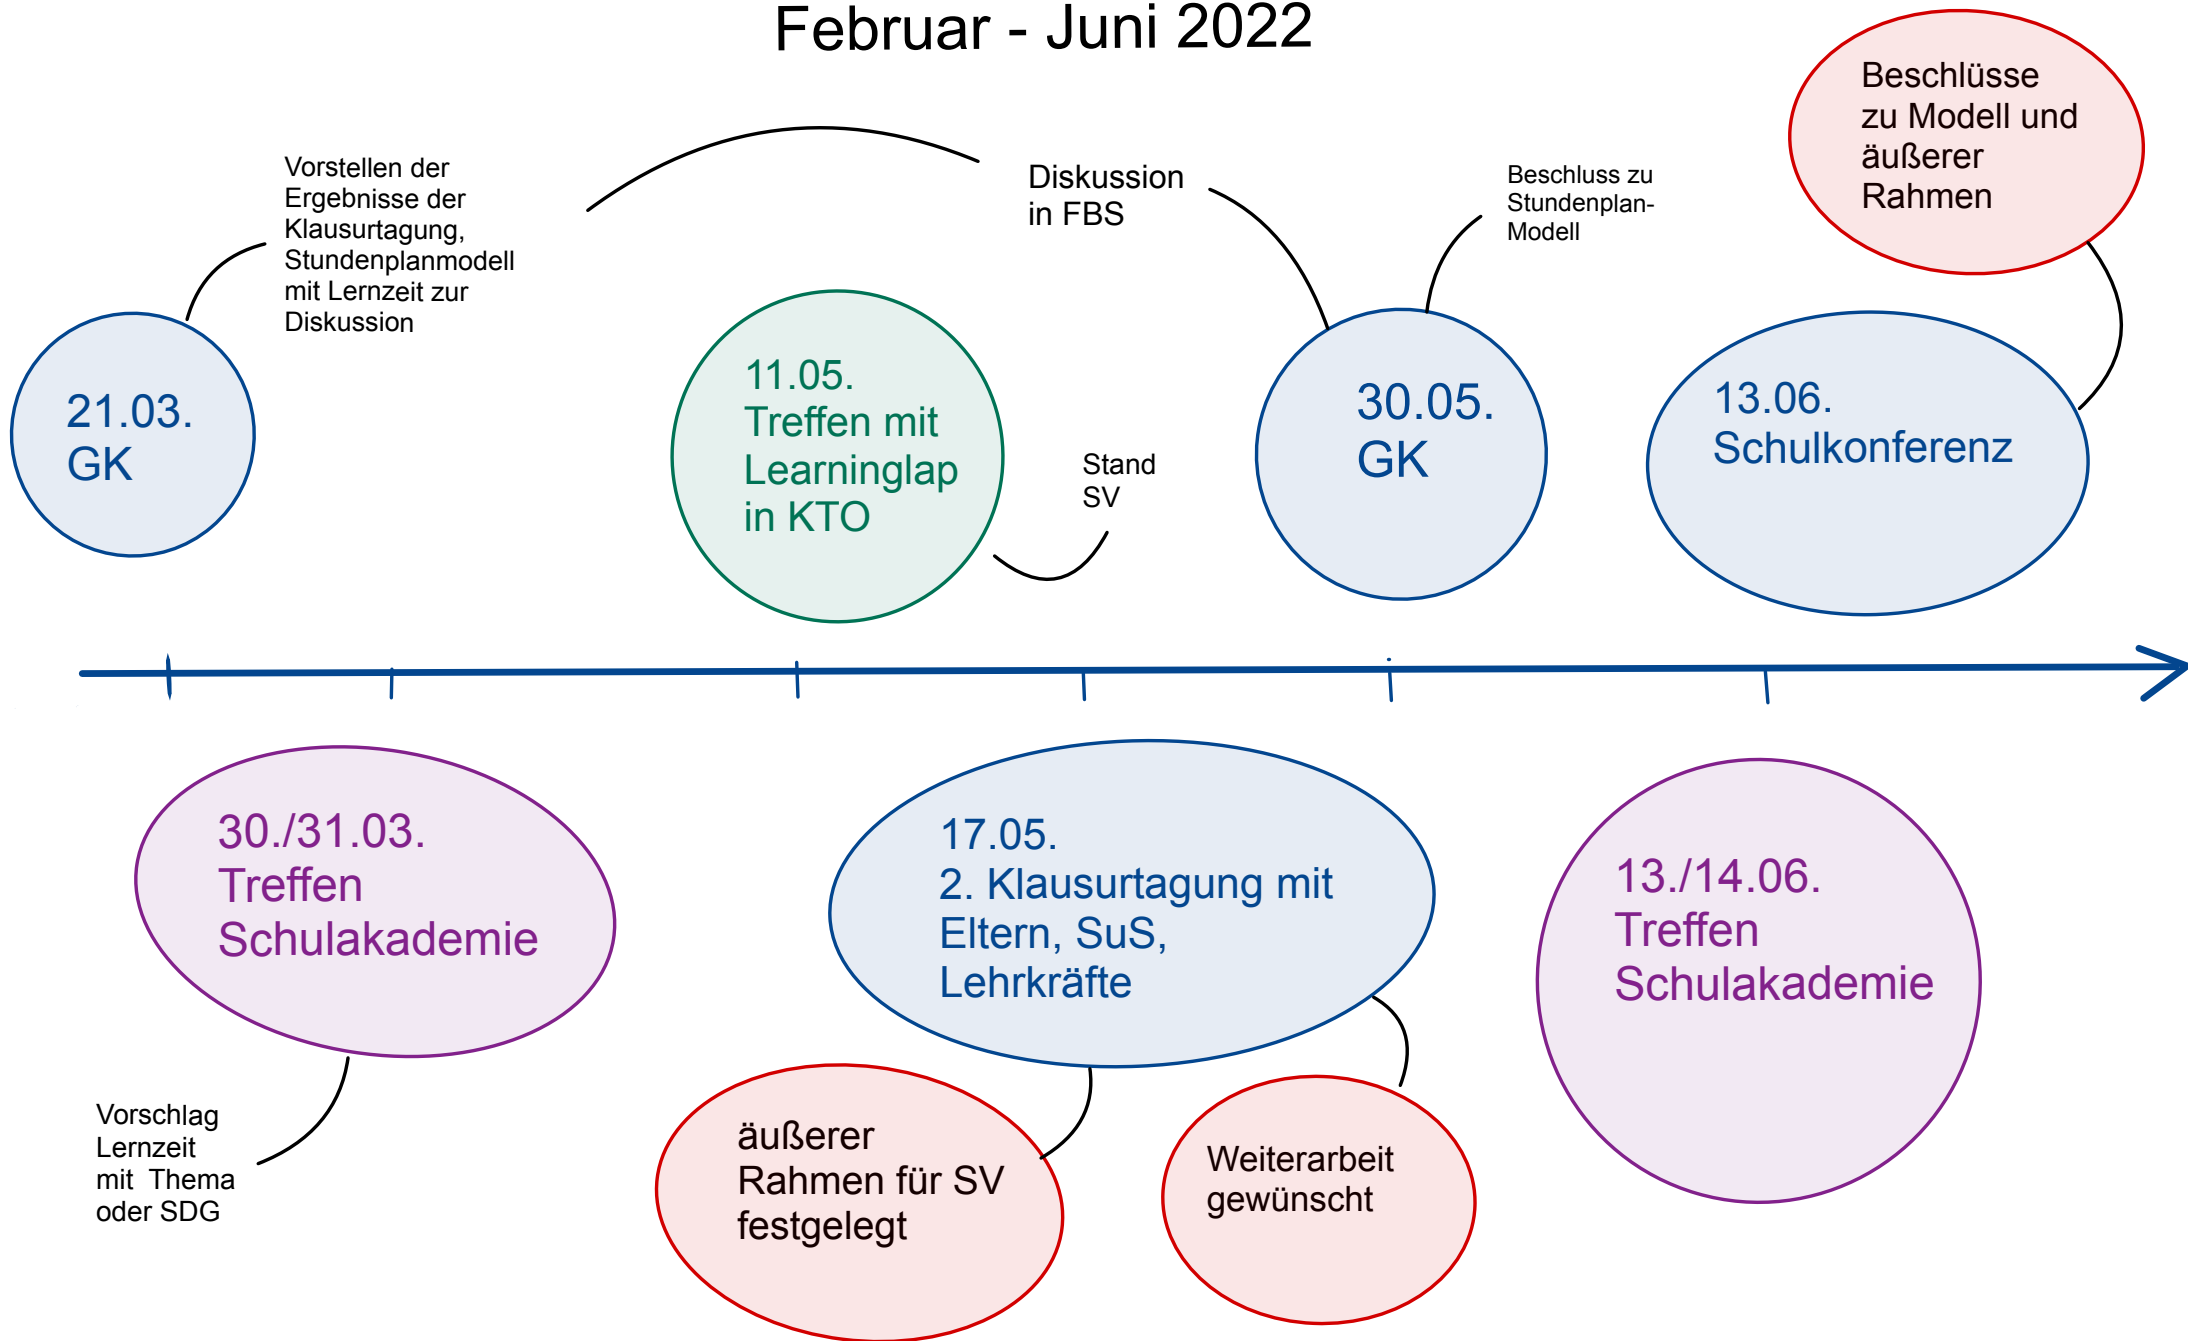 Februar - Juni 2022
Vorstellen der
Ergebnisse der
Klausurtagung,
Stundenplanmodell
mit Lernzeit zur
Diskussion
Diskussion
in FBS
Beschluss zu
Stundenplan-
Modell
Beschlüsse
zu Modell und
äußerer
Rahmen
21.03.
GK
11.05.
Treffen mit
Learninglap
in KTO
Stand
SV
30.05.
GK
13.06.
Schulkonferenz
30./31.03.
Treffen
Schulakademie
17.05.
2. Klausurtagung mit
Eltern, SuS,
Lehrkräfte
13./14.06.
Treffen
Schulakademie
Vorschlag
Lernzeit
mit  Thema
oder SDG
äußerer
Rahmen für SV
festgelegt
Weiterarbeit
gewünscht